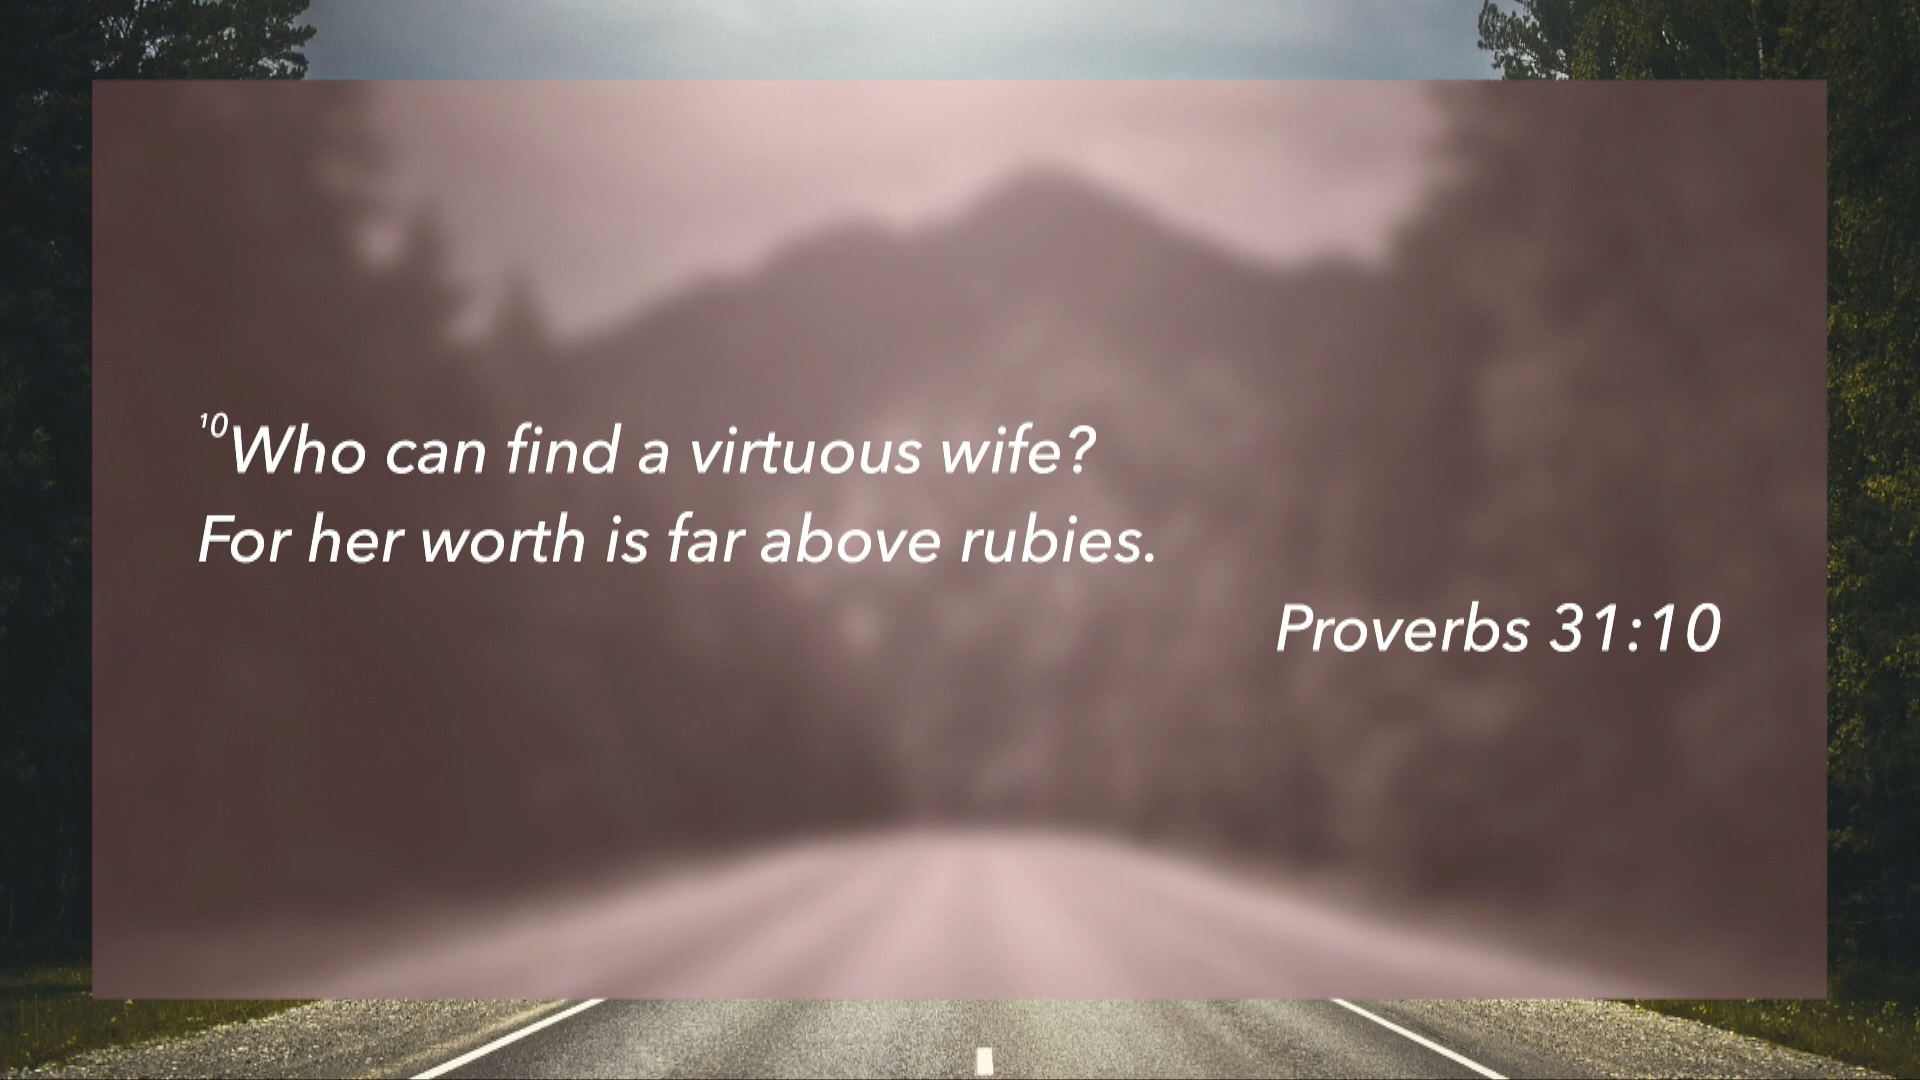 ¹⁰Who can find a virtuous wife?
For her worth is far above rubies.
Proverbs 31:10